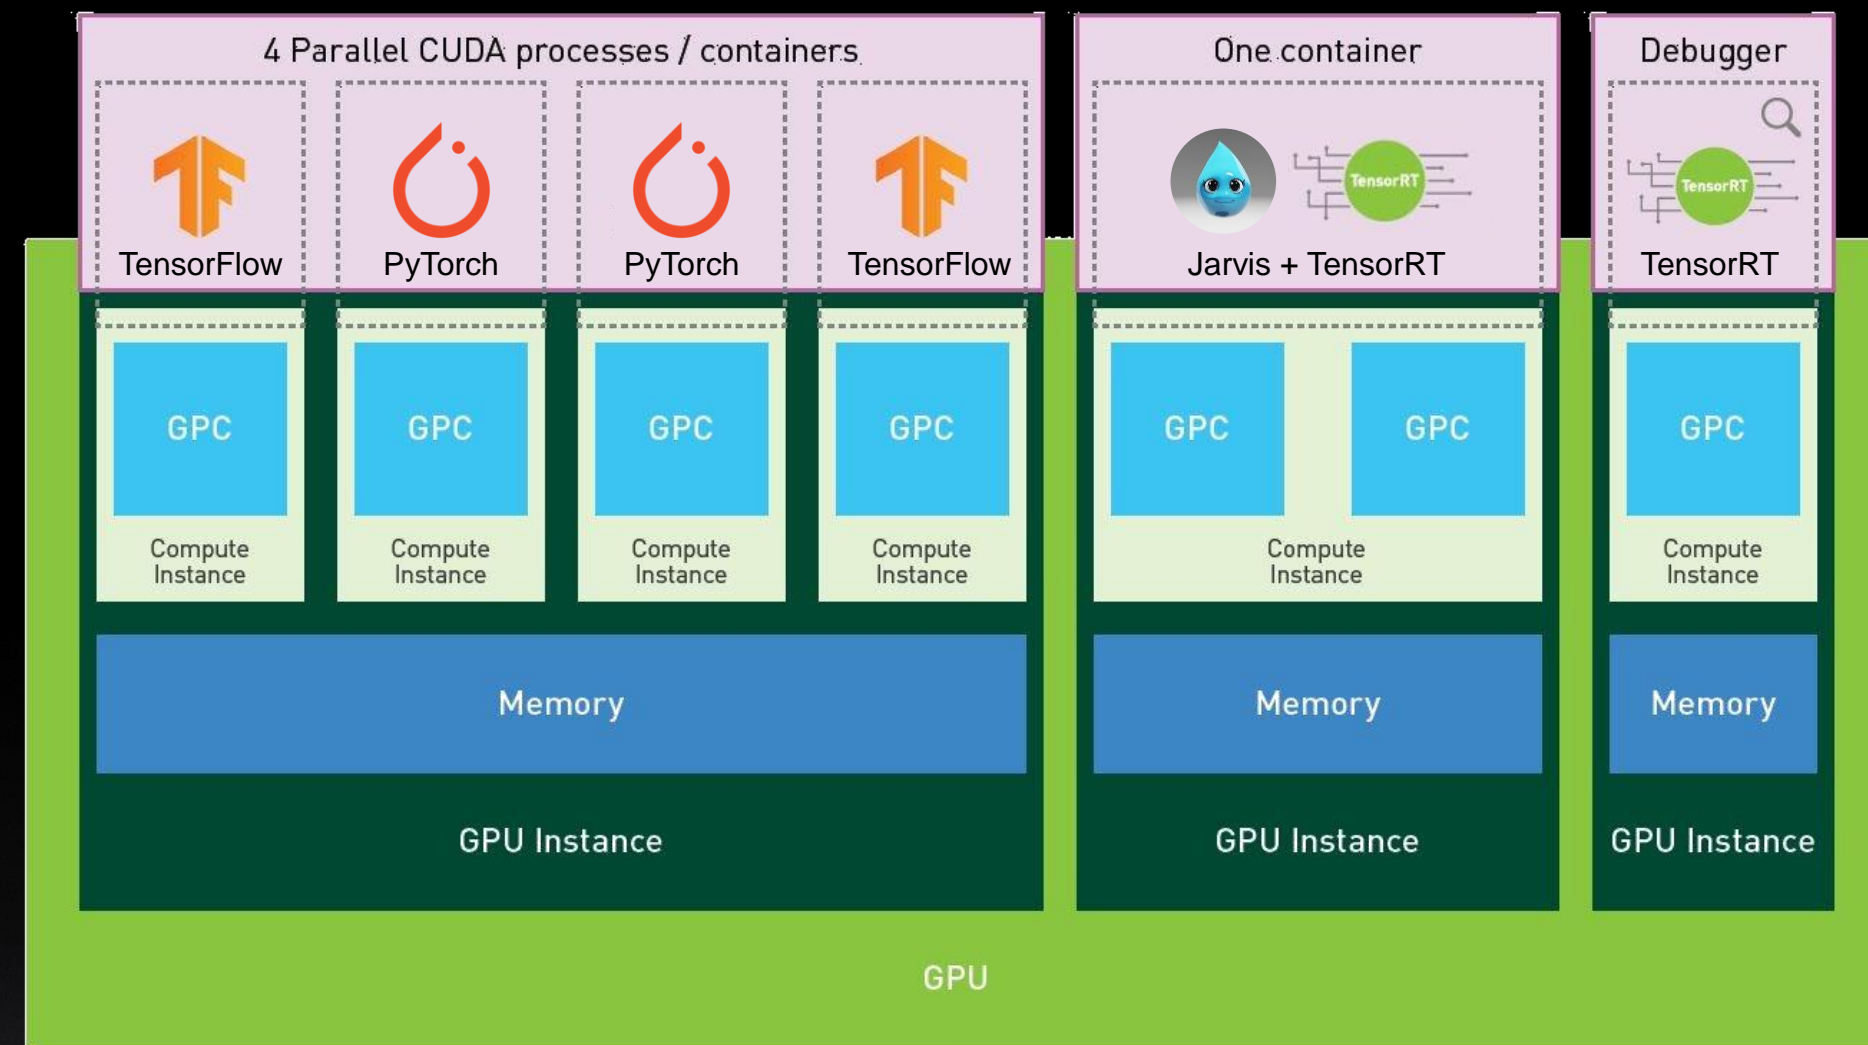 4 Parallel CUDA processes / containers
One container
Debugger
TensorRT
TensorRT
TensorFlow
PyTorch
PyTorch
TensorFlow
Jarvis + TensorRT
TensorRT
GPC
GPC
GPC
GPC
GPC
GPC
GPC
Compute
Instance
Compute
Instance
Compute
Instance
Compute
Instance
Compute
Instance
Compute
Instance
Memory
Memory
Memory
GPU Instance
GPU Instance
GPU Instance
GPU